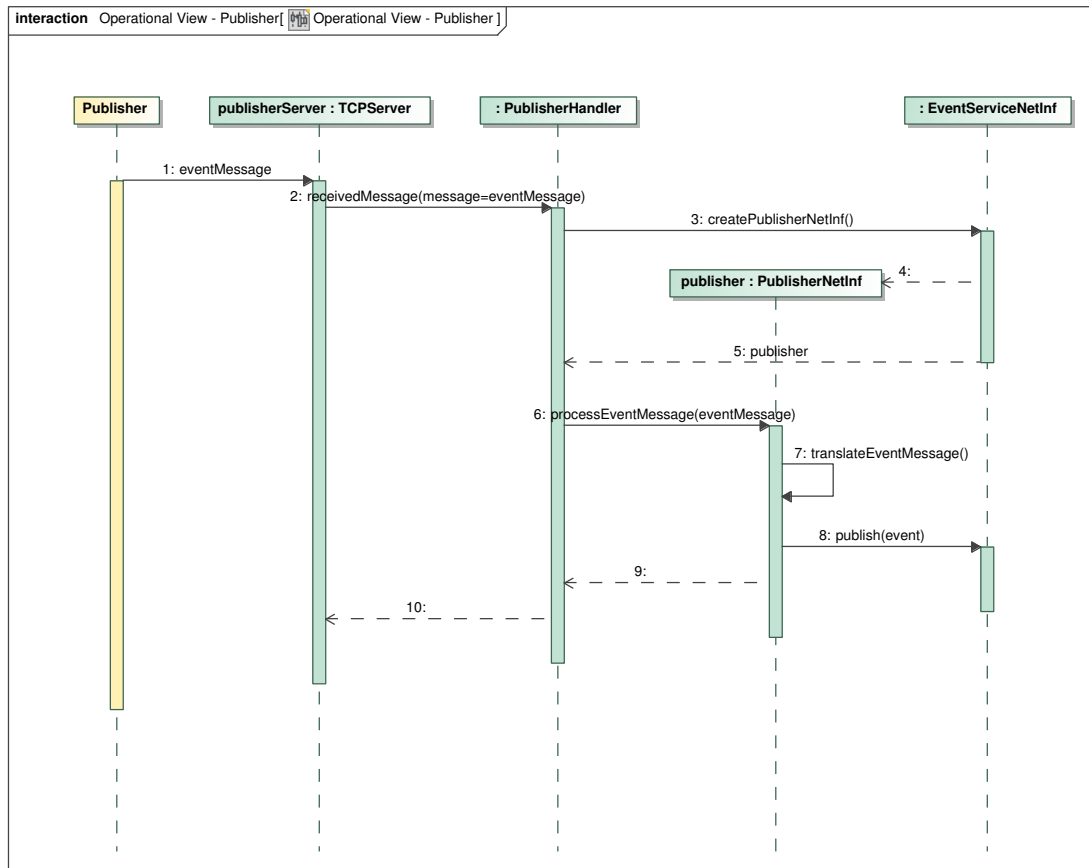 interaction Operational View - Publisher[ Operational View - Publisher ]
Publisher
publisherServer : TCPServer
: PublisherHandler
: EventServiceNetInf
1: eventMessage
2: receivedMessage(message=eventMessage)
3: createPublisherNetInf()
4:
publisher : PublisherNetInf
5: publisher
6: processEventMessage(eventMessage)
7: translateEventMessage()
8: publish(event)
9:
10: